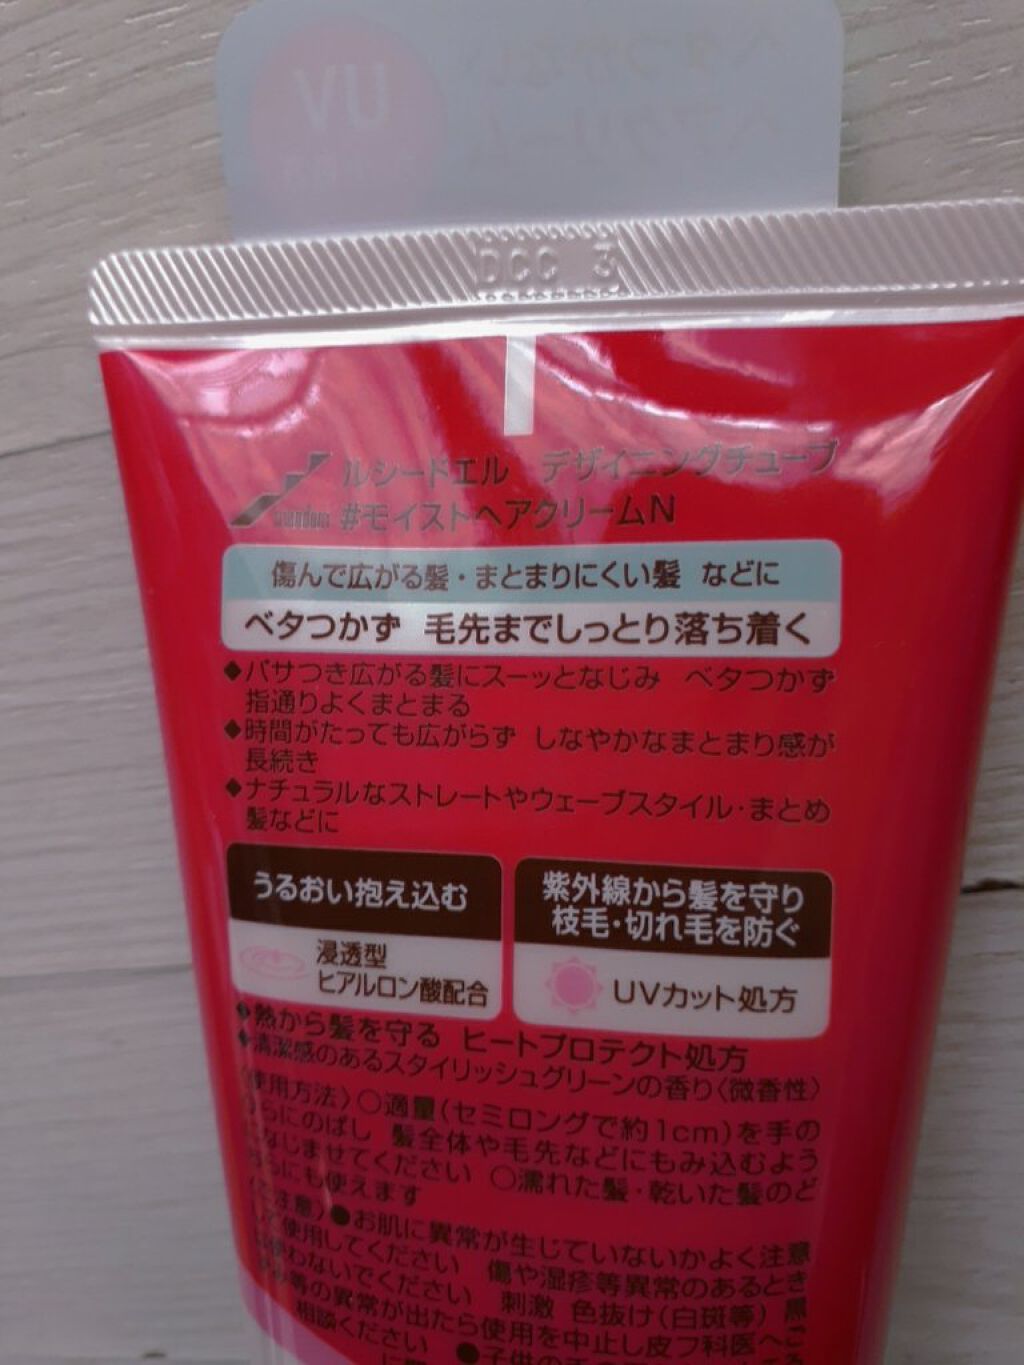 DCC 3
ルシードエル デザイニングチューブ
mandom #モイストヘアクリームN
傷んで広がる髪・まとまりにくい髪 などに
ベタつかず 毛先までしっとり落ち着く
◆パサつき広がる髪にスーッとなじみ ベタつかず
指通りよくまとまる
◆時間がたっても広がらず しなやかなまとまり感が
長続き
◆ナチュラルなストレートやウェーブスタイル・まとめ
髪などに
うるおい抱え込む
浸透型
ヒアルロン酸配合
紫外線から髪を守り
枝毛・切れ毛を防ぐ
UVカット処方
◆熱から髪を守る ヒートプロテクト処方
◆清潔感のあるスタイリッシュグリーンの香り〈微香性〉
使用方法〉○適量(セミロングで約1cm)を手の
らにのばし 髪全体や毛先などにもみ込むよう
なじませてください ○濡れた髪・乾いた髪のど
らにも使えます
ご注意〉●お肌に異常が生じていないかよく注意
て使用してください 傷や湿疹等異常のあるとき
使わないでください 刺激 色抜け(白斑等) 黒
み等の異常が出たら使用を中止し皮フ科医へご
相談ください